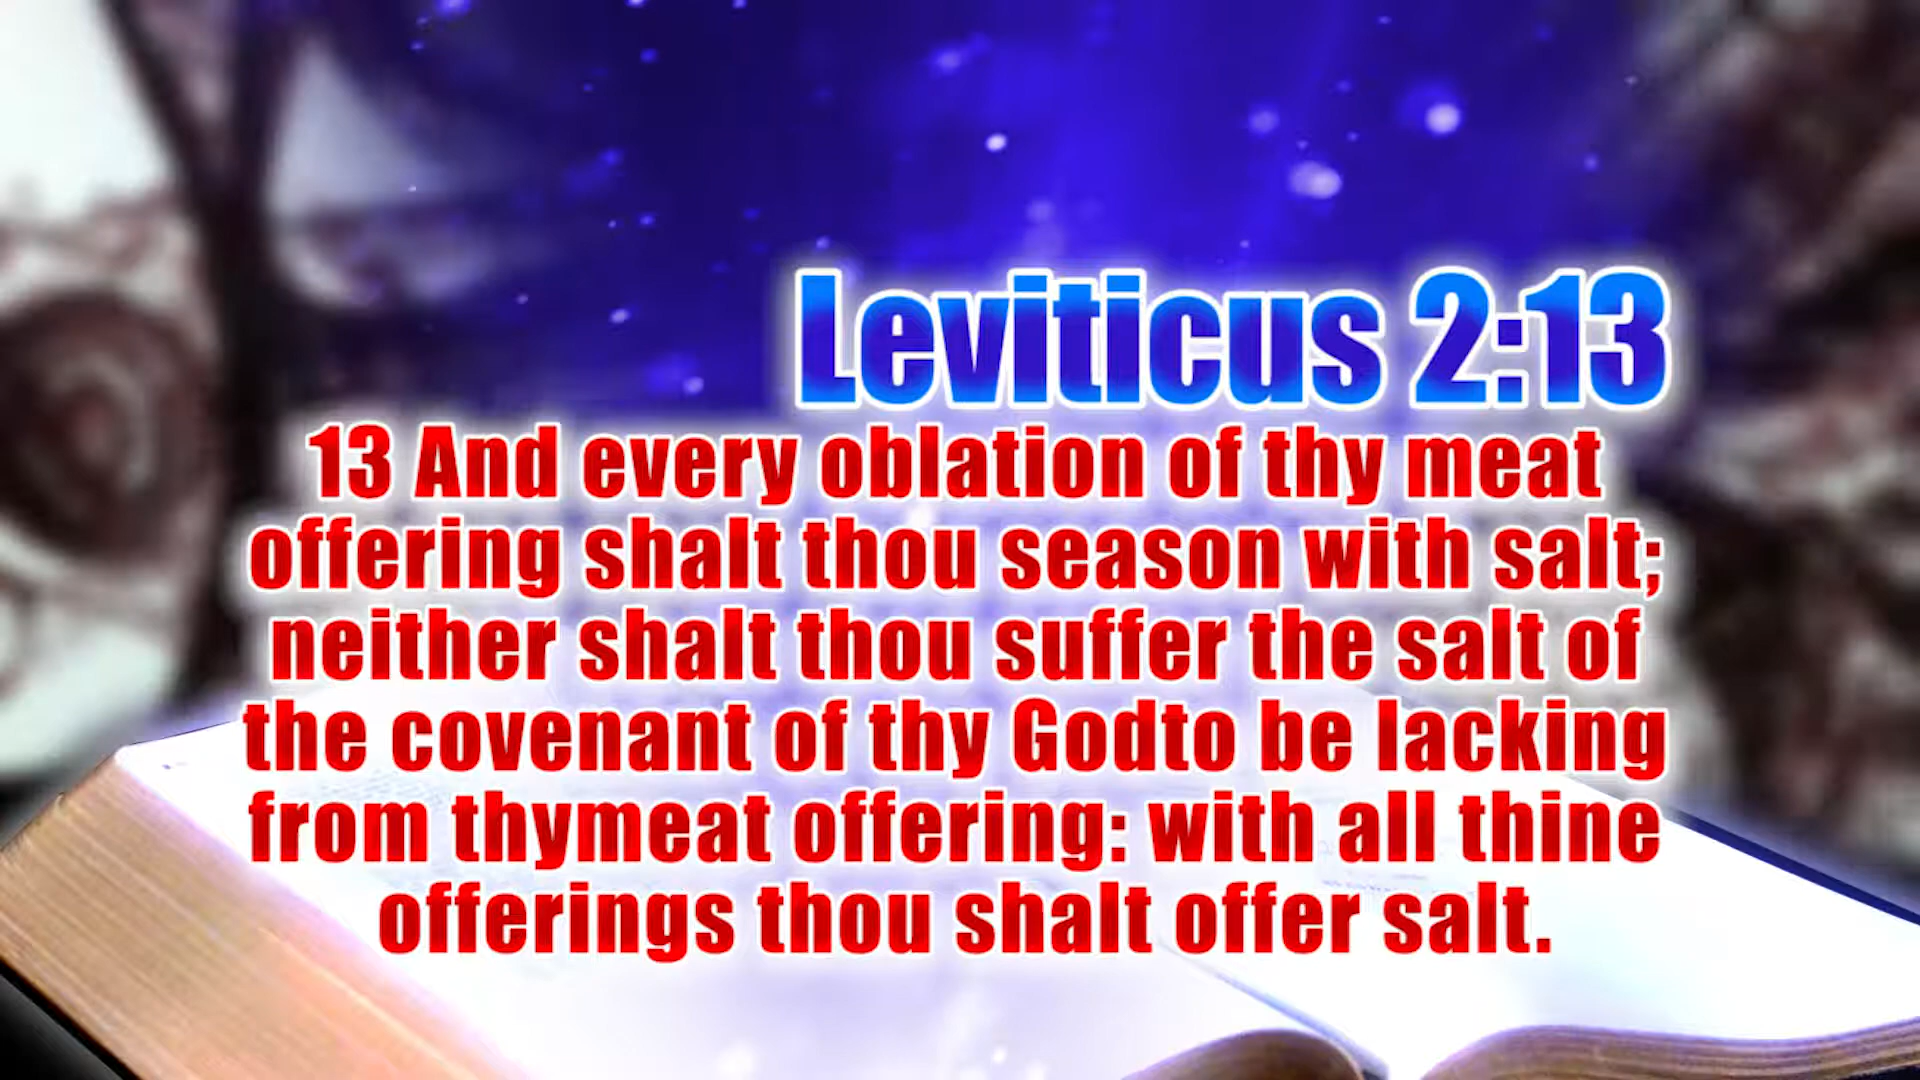 Leviticus 2:13
13 And every oblation of thy meat
offering shalt thou season with salt;
neither shalt thou suffer the salt of
the covenant of thy Godto be lacking
from thymeat offering: with all thine
offerings thou shalt offer salt.